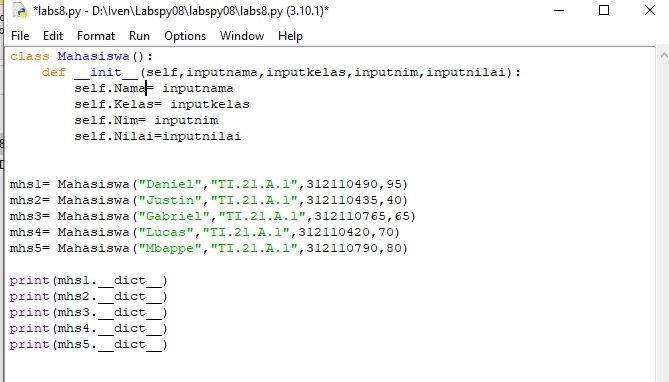 *labs8.py - D:\Iven\Labspy08\labspy08\labs8.py (3.10.1)*
File Edit Format Run Options Window Help
class Mahasiswa():
    def __init__(self,inputnama,inputkelas,inputnim,inputnilai):
        self.Nama= inputnama
        self.Kelas= inputkelas
        self.Nim= inputnim
        self.Nilai=inputnilai
mhs1= Mahasiswa("Daniel","TI.21.A.1",312110490,95)
mhs2= Mahasiswa("Justin","TI.21.A.1",312110435,40)
mhs3= Mahasiswa("Gabriel","TI.21.A.1",312110765,65)
mhs4= Mahasiswa("Lucas","TI.21.A.1",312110420,70)
mhs5= Mahasiswa("Mbappe","TI.21.A.1",312110790,80)
print(mhs1.__dict__)
print(mhs2.__dict__)
print(mhs3.__dict__)
print(mhs4.__dict__)
print(mhs5.__dict__)